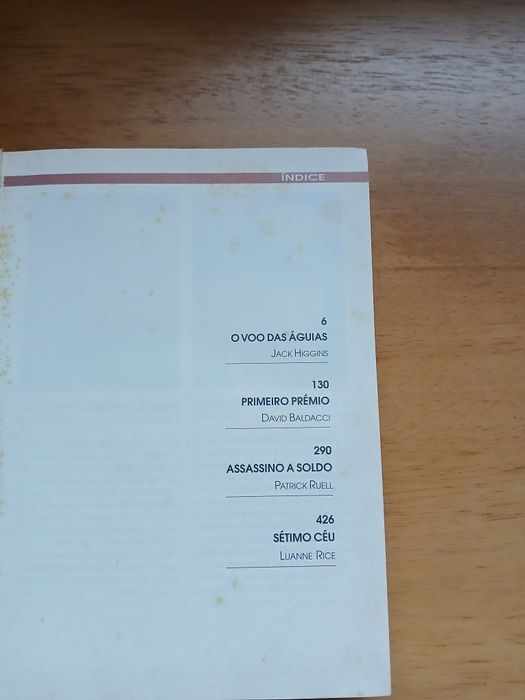 ÍNDICE
6
O VOO DAS ÁGUIAS
JACK HIGGINS
130
PRIMEIRO PRÉMIO
DAVID BALDACCI
290
ASSASSINO A SOLDO
PATRICK RUELL
426
SÉTIMO CÉU
LUANNE RICE